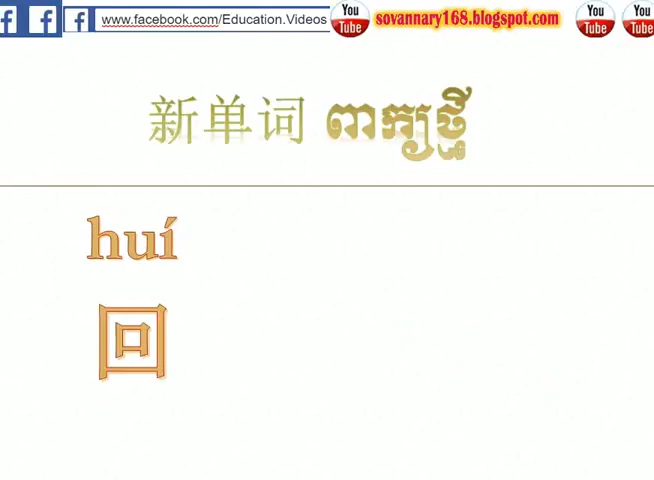 www.facebook.com/Education.Videos
You Tube
sovannary168.blogspot.com
You Tube
You Tube
新单词 ពាក្យថ្មី
huí
回